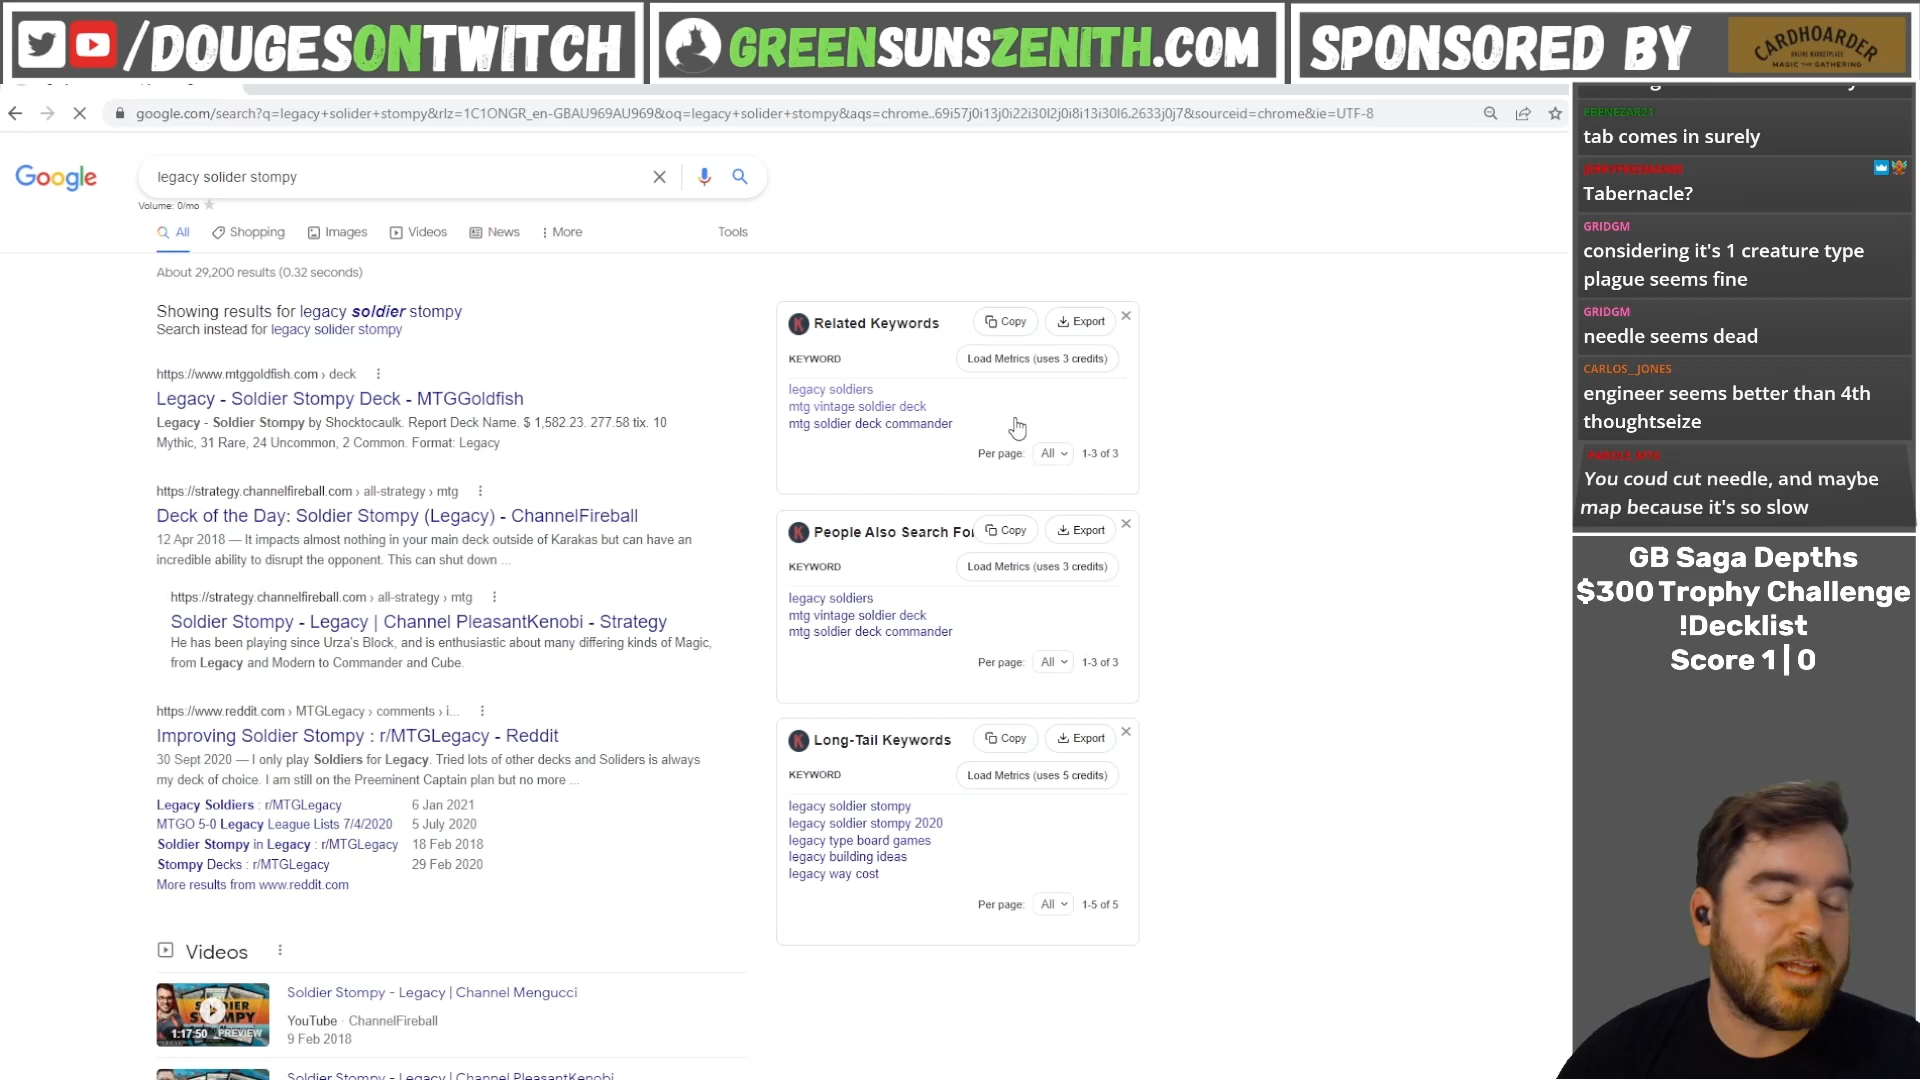 /DOUGESONTWITCH
GREENSUNSZENITH.COM
SPONSORED BY
CARDHOARDER
ONLINE MARKETPLACE
MAGIC THE GATHERING
google.com/search?q=legacy+solider+stompy&rlz=1C1ONGR_en-GBAU969AU969&oq=legacy+solider+stompy&aqs=chrome..69i57j0i13j0i22i30l2j0i8i13i30l6.2633j0j7&sourceid=chrome&ie=UTF-8
Google
legacy solider stompy
Volume: 0/mo
All
Shopping
Images
Videos
News
More
Tools
About 29,200 results (0.32 seconds)
Showing results for legacy soldier stompy
Search instead for legacy solider stompy
https://www.mtggoldfish.com › deck
Legacy - Soldier Stompy Deck - MTGGoldfish
Legacy - Soldier Stompy by Shocktocaulk. Report Deck Name. $ 1,582.23. 277.58 tix. 10
Mythic, 31 Rare, 24 Uncommon, 2 Common. Format: Legacy
https://strategy.channelfireball.com › all-strategy › mtg
Deck of the Day: Soldier Stompy (Legacy) - ChannelFireball
12 Apr 2018 — It impacts almost nothing in your main deck outside of Karakas but can have an
incredible ability to disrupt the opponent. This can shut down ...
https://strategy.channelfireball.com › all-strategy › mtg
Soldier Stompy - Legacy | Channel PleasantKenobi - Strategy
He has been playing since Urza's Block, and is enthusiastic about many differing kinds of Magic,
from Legacy and Modern to Commander and Cube.
https://www.reddit.com › MTGLegacy › comments › i...
Improving Soldier Stompy : r/MTGLegacy - Reddit
30 Sept 2020 — I only play Soldiers for Legacy. Tried lots of other decks and Soliders is always
my deck of choice. I am still on the Preeminent Captain plan but no more ...
Legacy Soldiers : r/MTGLegacy 6 Jan 2021
MTGO 5-0 Legacy League Lists 7/4/2020 5 July 2020
Soldier Stompy in Legacy : r/MTGLegacy 18 Feb 2018
Stompy Decks : r/MTGLegacy 29 Feb 2020
More results from www.reddit.com
Videos
SOLDIER
STOMPY
1:17:50 PREVIEW
Soldier Stompy - Legacy | Channel Mengucci
YouTube · ChannelFireball
9 Feb 2018
Soldier Stompy - Legacy | Channel PleasantKenobi
Related Keywords
Copy
Export
KEYWORD
Load Metrics (uses 3 credits)
legacy soldiers
mtg vintage soldier deck
mtg soldier deck commander
Per page: All 1-3 of 3
People Also Search For
Copy
Export
KEYWORD
Load Metrics (uses 3 credits)
legacy soldiers
mtg vintage soldier deck
mtg soldier deck commander
Per page: All 1-3 of 3
Long-Tail Keywords
Copy
Export
KEYWORD
Load Metrics (uses 5 credits)
legacy soldier stompy
legacy soldier stompy 2020
legacy type board games
legacy building ideas
legacy way cost
Per page: All 1-5 of 5
EBENEZAR21
tab comes in surely
Tabernacle?
GRIDGM
considering it's 1 creature type
plague seems fine
GRIDGM
needle seems dead
CARLOS_JONES
engineer seems better than 4th
thoughtseize
You coud cut needle, and maybe
map because it's so slow
GB Saga Depths
$300 Trophy Challenge
!Decklist
Score 1 | 0